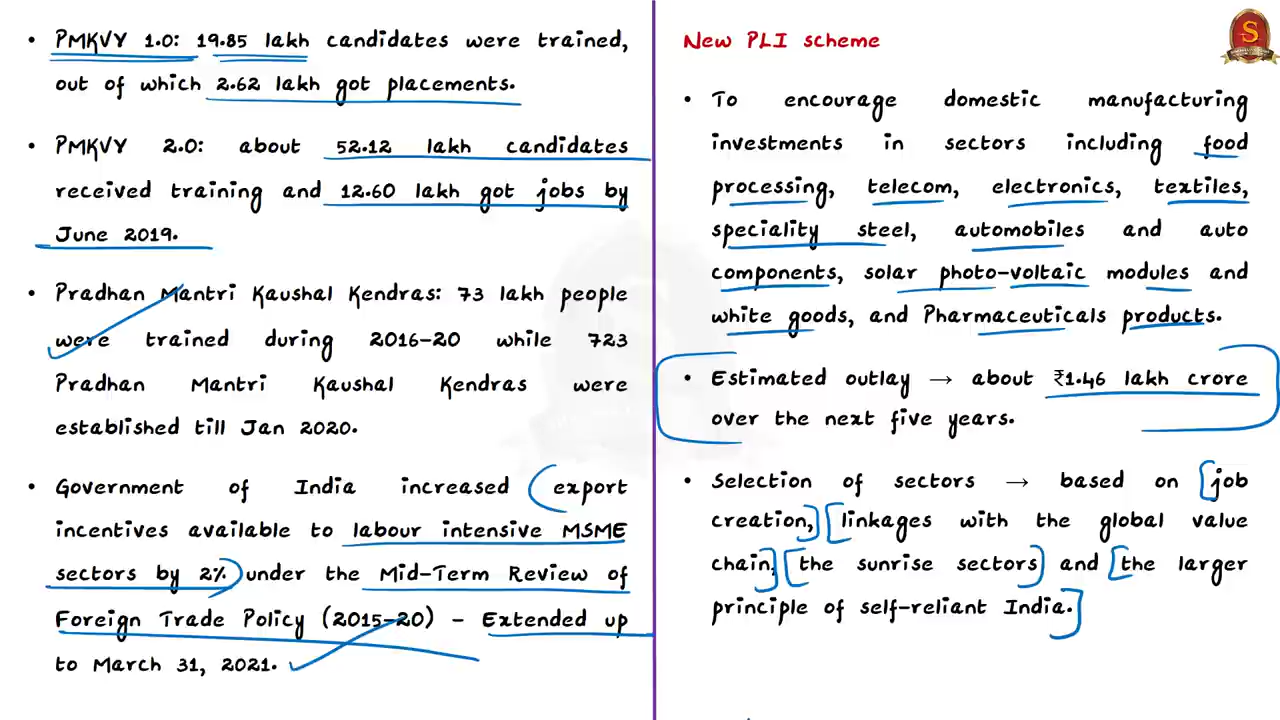 • PMKVY 1.0: 19.85 lakh candidates were trained,
out of which 2.62 lakh got placements.
• PMKVY 2.0: about 52.12 lakh candidates
received training and 12.60 lakh got jobs by
June 2019.
• Pradhan Mantri Kaushal Kendras: 73 lakh people
were trained during 2016-20 while 723
Pradhan Mantri Kaushal Kendras were
established till Jan 2020.
• Government of India increased export
incentives available to labour intensive MSME
sectors by 2% under the Mid-Term Review of
Foreign Trade Policy (2015-20) - Extended up
to March 31, 2021.
New PLI scheme
• To encourage domestic manufacturing
investments in sectors including food
processing, telecom, electronics, textiles,
speciality steel, automobiles and auto
components, solar photo-voltaic modules and
white goods, and Pharmaceuticals products.
• Estimated outlay → about ₹1.46 lakh crore
over the next five years.
• Selection of sectors → based on job
creation, linkages with the global value
chain, the sunrise sectors and the larger
principle of self-reliant India.
S